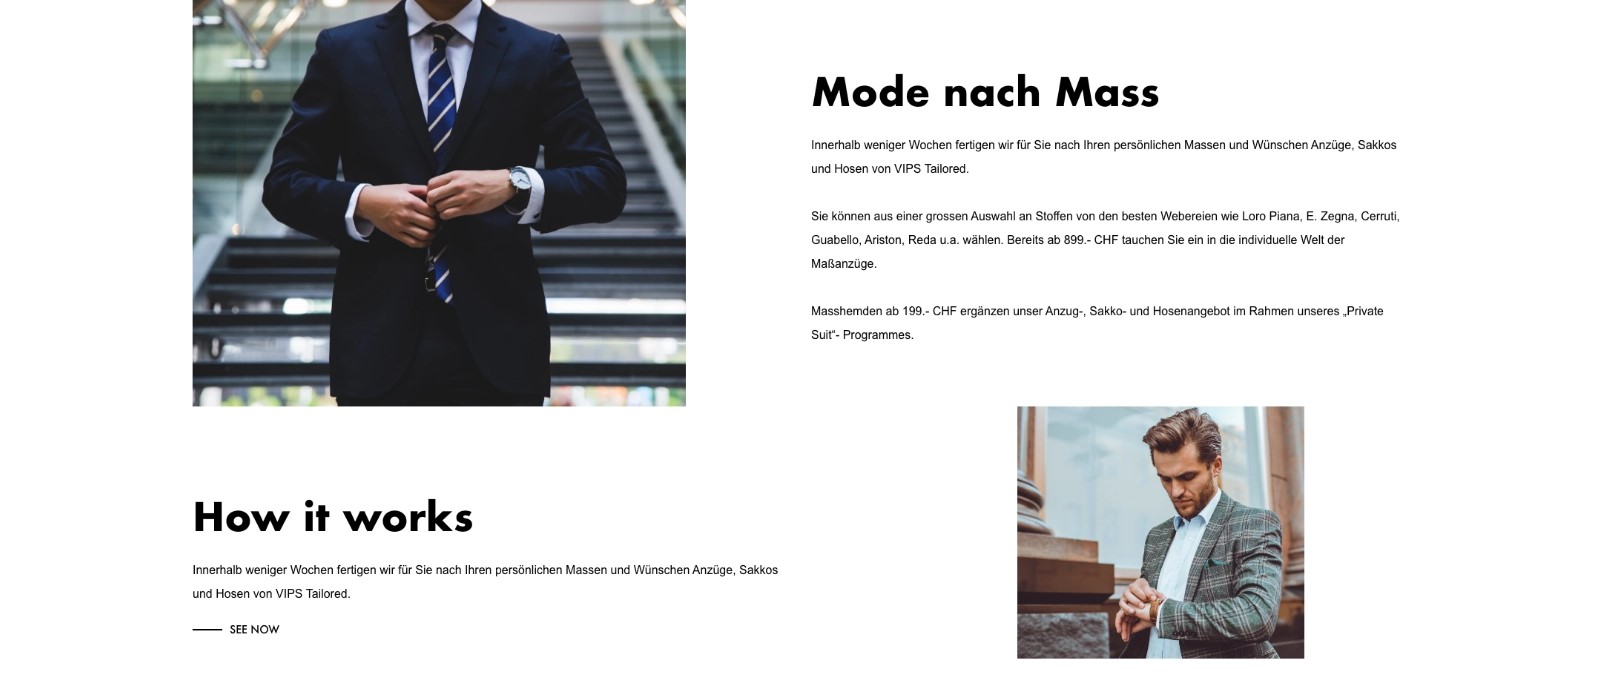 Mode nach Mass
Innerhalb weniger Wochen fertigen wir für Sie nach Ihren persönlichen Massen und Wünschen Anzüge, Sakkos
und Hosen von VIPS Tailored.
Sie können aus einer grossen Auswahl an Stoffen von den besten Webereien wie Loro Piana, E. Zegna, Cerruti,
Guabello, Ariston, Reda u.a. wählen. Bereits ab 899.- CHF tauchen Sie ein in die individuelle Welt der
Maßanzüge.
Masshemden ab 199.- CHF ergänzen unser Anzug-, Sakko- und Hosenangebot im Rahmen unseres „Private
Suit“- Programmes.
How it works
Innerhalb weniger Wochen fertigen wir für Sie nach Ihren persönlichen Massen und Wünschen Anzüge, Sakkos
und Hosen von VIPS Tailored.
SEE NOW